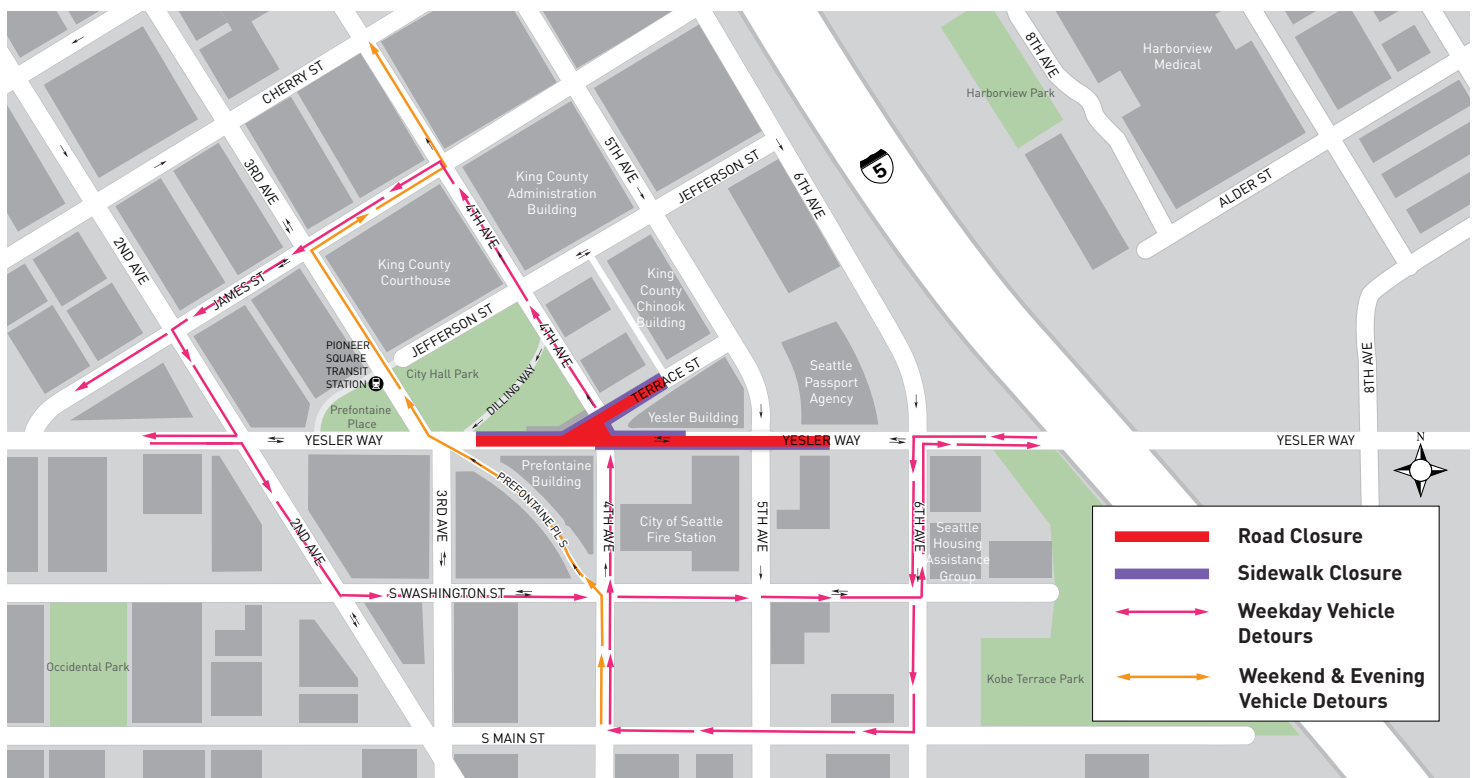 CHERRY ST
3RD AVE
2ND AVE
JAMES ST
King County
Administration
Building
4TH AVE
King County
Courthouse
JEFFERSON ST
5TH AVE
JEFFERSON ST
6TH AVE
5
8TH AVE
Harborview
Medical
Harborview Park
ALDER ST
8TH AVE
King
County
Chinook
Building
4TH AVE
PIONEER
SQUARE
TRANSIT
STATION
City Hall Park
DILLING WAY
TERRACE ST
Seattle
Passport
Agency
Prefontaine
Place
Yesler Building
YESLER WAY
YESLER WAY
YESLER WAY
N
Prefontaine
Building
PREFONTAINE PL S
3RD AVE
2ND AVE
4TH AVE
City of Seattle
Fire Station
5TH AVE
6TH AVE
Seattle
Housing
Assistance
Group
S WASHINGTON ST
Occidental Park
Kobe Terrace Park
S MAIN ST
Road Closure
Sidewalk Closure
Weekday Vehicle
Detours
Weekend & Evening
Vehicle Detours